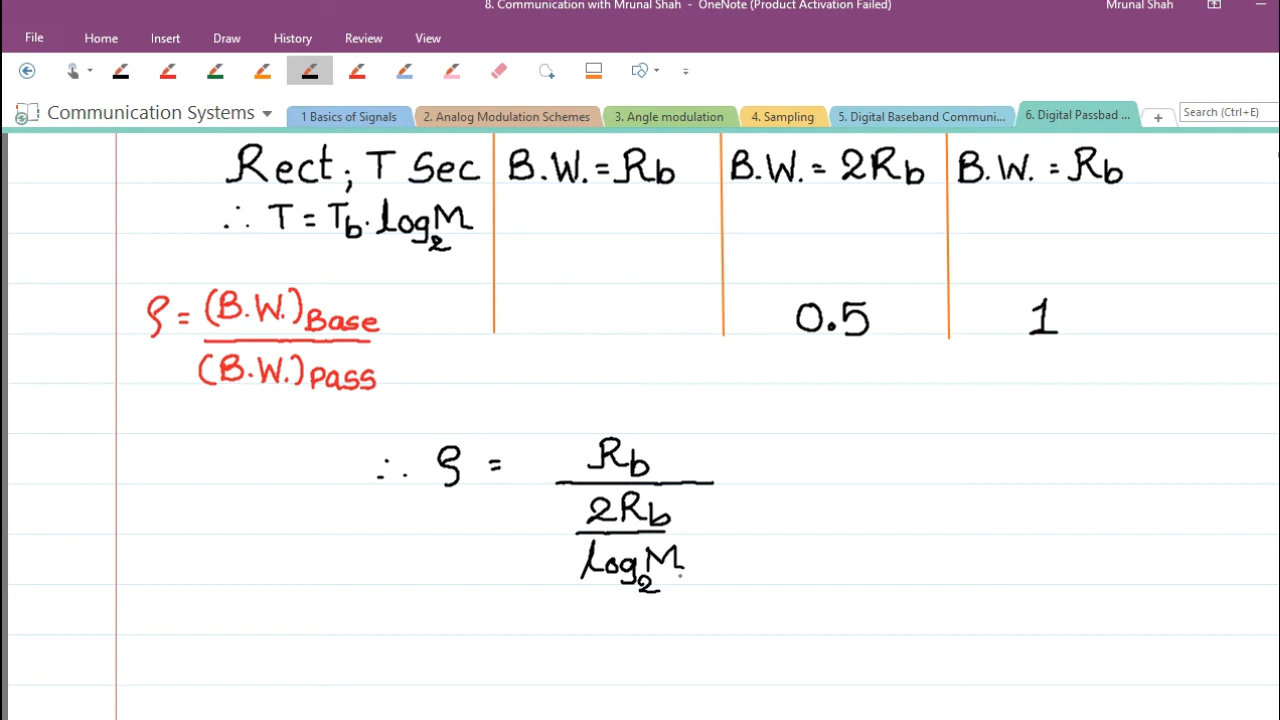 8. Communication with Mrunal Shah - OneNote (Product Activation Failed) Mrunal Shah
File Home Insert Draw History Review View
Communication Systems 1 Basics of Signals 2. Analog Modulation Schemes 3. Angle modulation 4. Sampling 5. Digital Baseband Communi... 6. Digital Passbad ... + Search (Ctrl+E)
Rect; T Sec B.W.=Rb B.W.= 2Rb B.W. = Rb
∴ T = Tb·log2M
ρ = (B.W.)Base
(B.W.)Pass
0.5 1
∴ ρ = Rb
2Rb
log2M